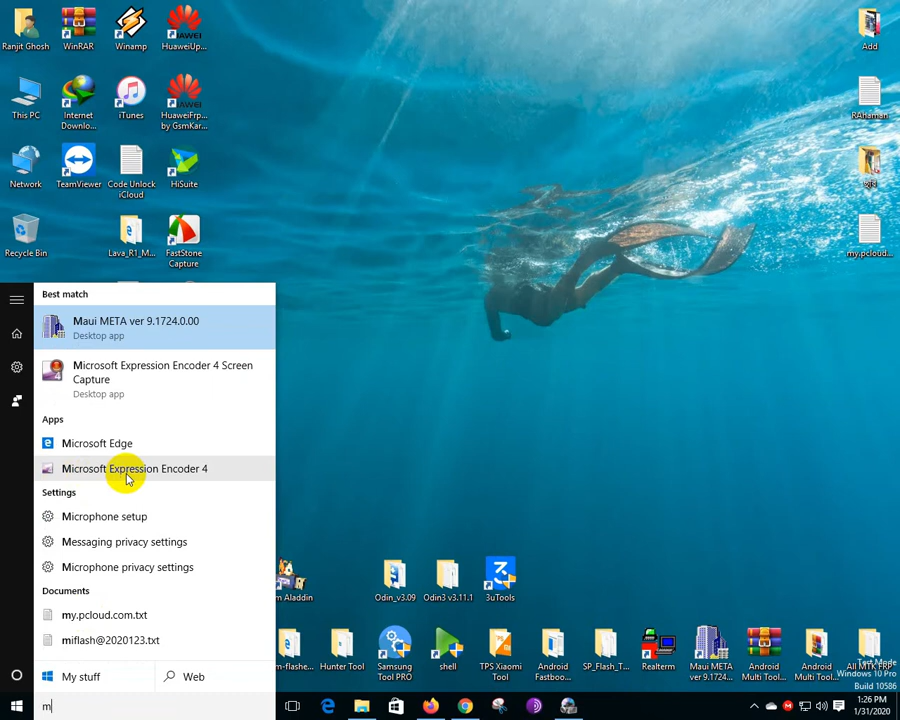 Ranjit Ghosh
WinRAR
Winamp
HuaweiUp...
Add
This PC
Internet
Downlo...
iTunes
HuaweiFrp...
by GsmKar...
RAhaman
Network
TeamViewer
Code Unlock
iCloud
HiSuite
Recycle Bin
Lava_R1_M...
FastStone
Capture
my.pcloud...
Best match
Maui META ver 9.1724.0.00
Desktop app
Microsoft Expression Encoder 4 Screen
Capture
Desktop app
Apps
Microsoft Edge
Microsoft Expression Encoder 4
Settings
Microphone setup
Messaging privacy settings
Microphone privacy settings
Documents
my.pcloud.com.txt
miflash@2020123.txt
My stuff
Web
m
m Aladdin
Odin_v3.09
Odin3 v3.11.1
3uTools
m-flashe...
Hunter Tool
Samsung
Tool PRO
shell
TPS Xiaomi
Tool
Android
Fastboo...
SP_Flash_T...
Realterm
Maui META
ver 9.1724...
Android
Multi Tool...
Android
Multi Tool...
All MTK FRP
Test Mode
Windows 10 Pro
Build 10586
1:26 PM
1/31/2020